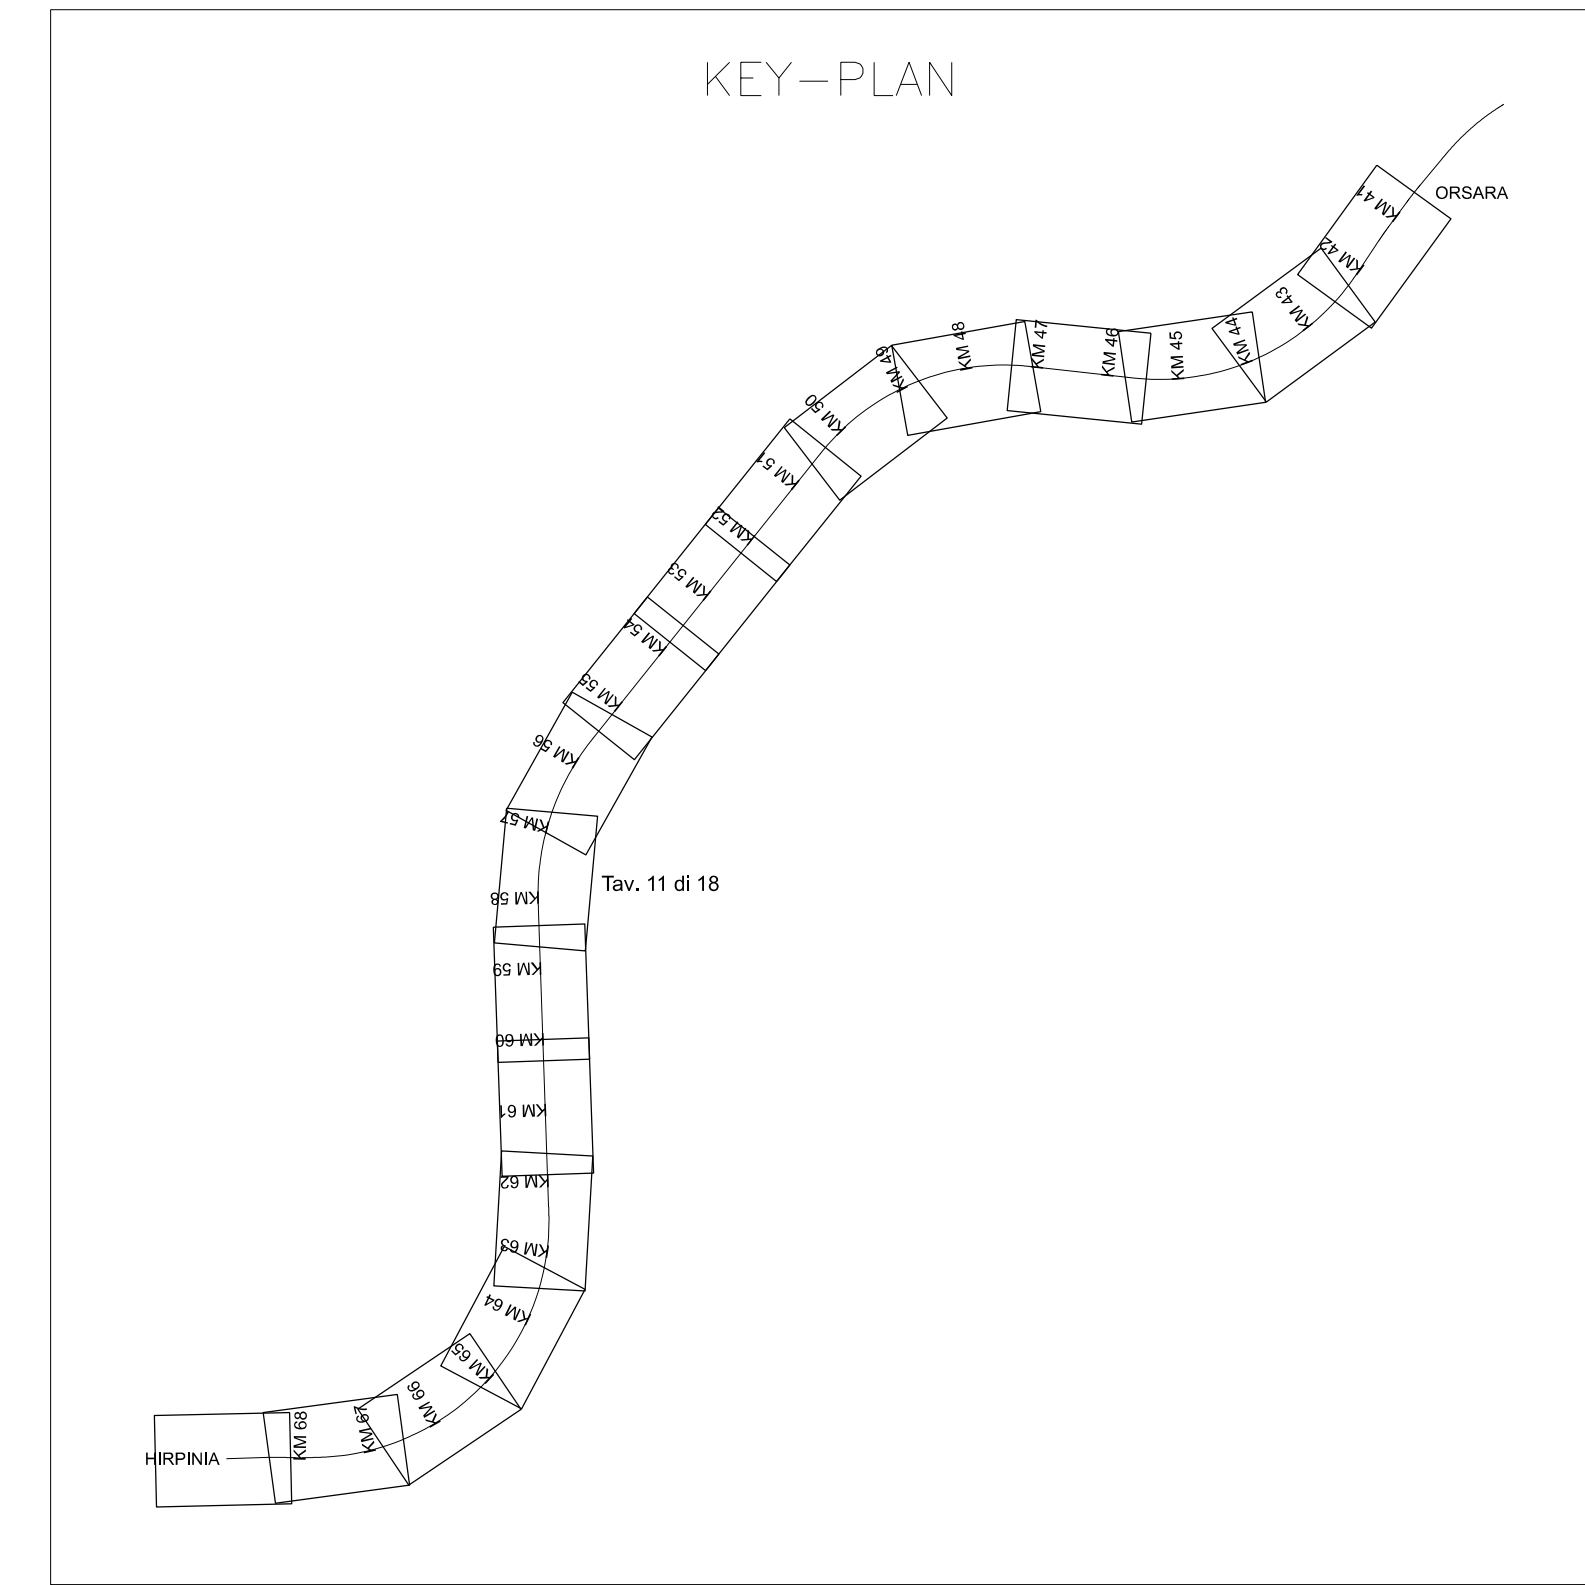 KEY-PLAN
ORSARA
KM 41
KM 42
KM 43
KM 44
KM 45
KM 46
KM 47
KM 48
KM 49
KM 50
KM 51
KM 52
KM 53
KM 54
KM 55
KM 56
KM 57
Tav. 11 di 18
KM 58
KM 59
KM 60
KM 61
KM 62
KM 63
KM 64
KM 65
KM 66
KM 67
KM 68
HIRPINIA